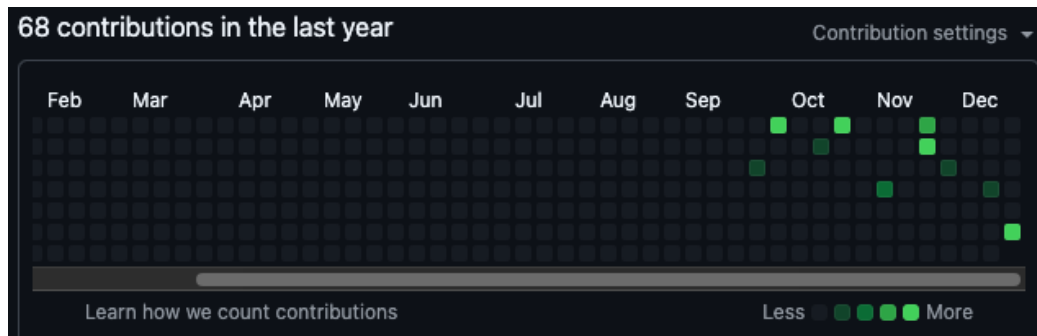 68 contributions in the last year
Contribution settings
Feb Mar Apr May Jun Jul Aug Sep Oct Nov Dec
Learn how we count contributions
Less More